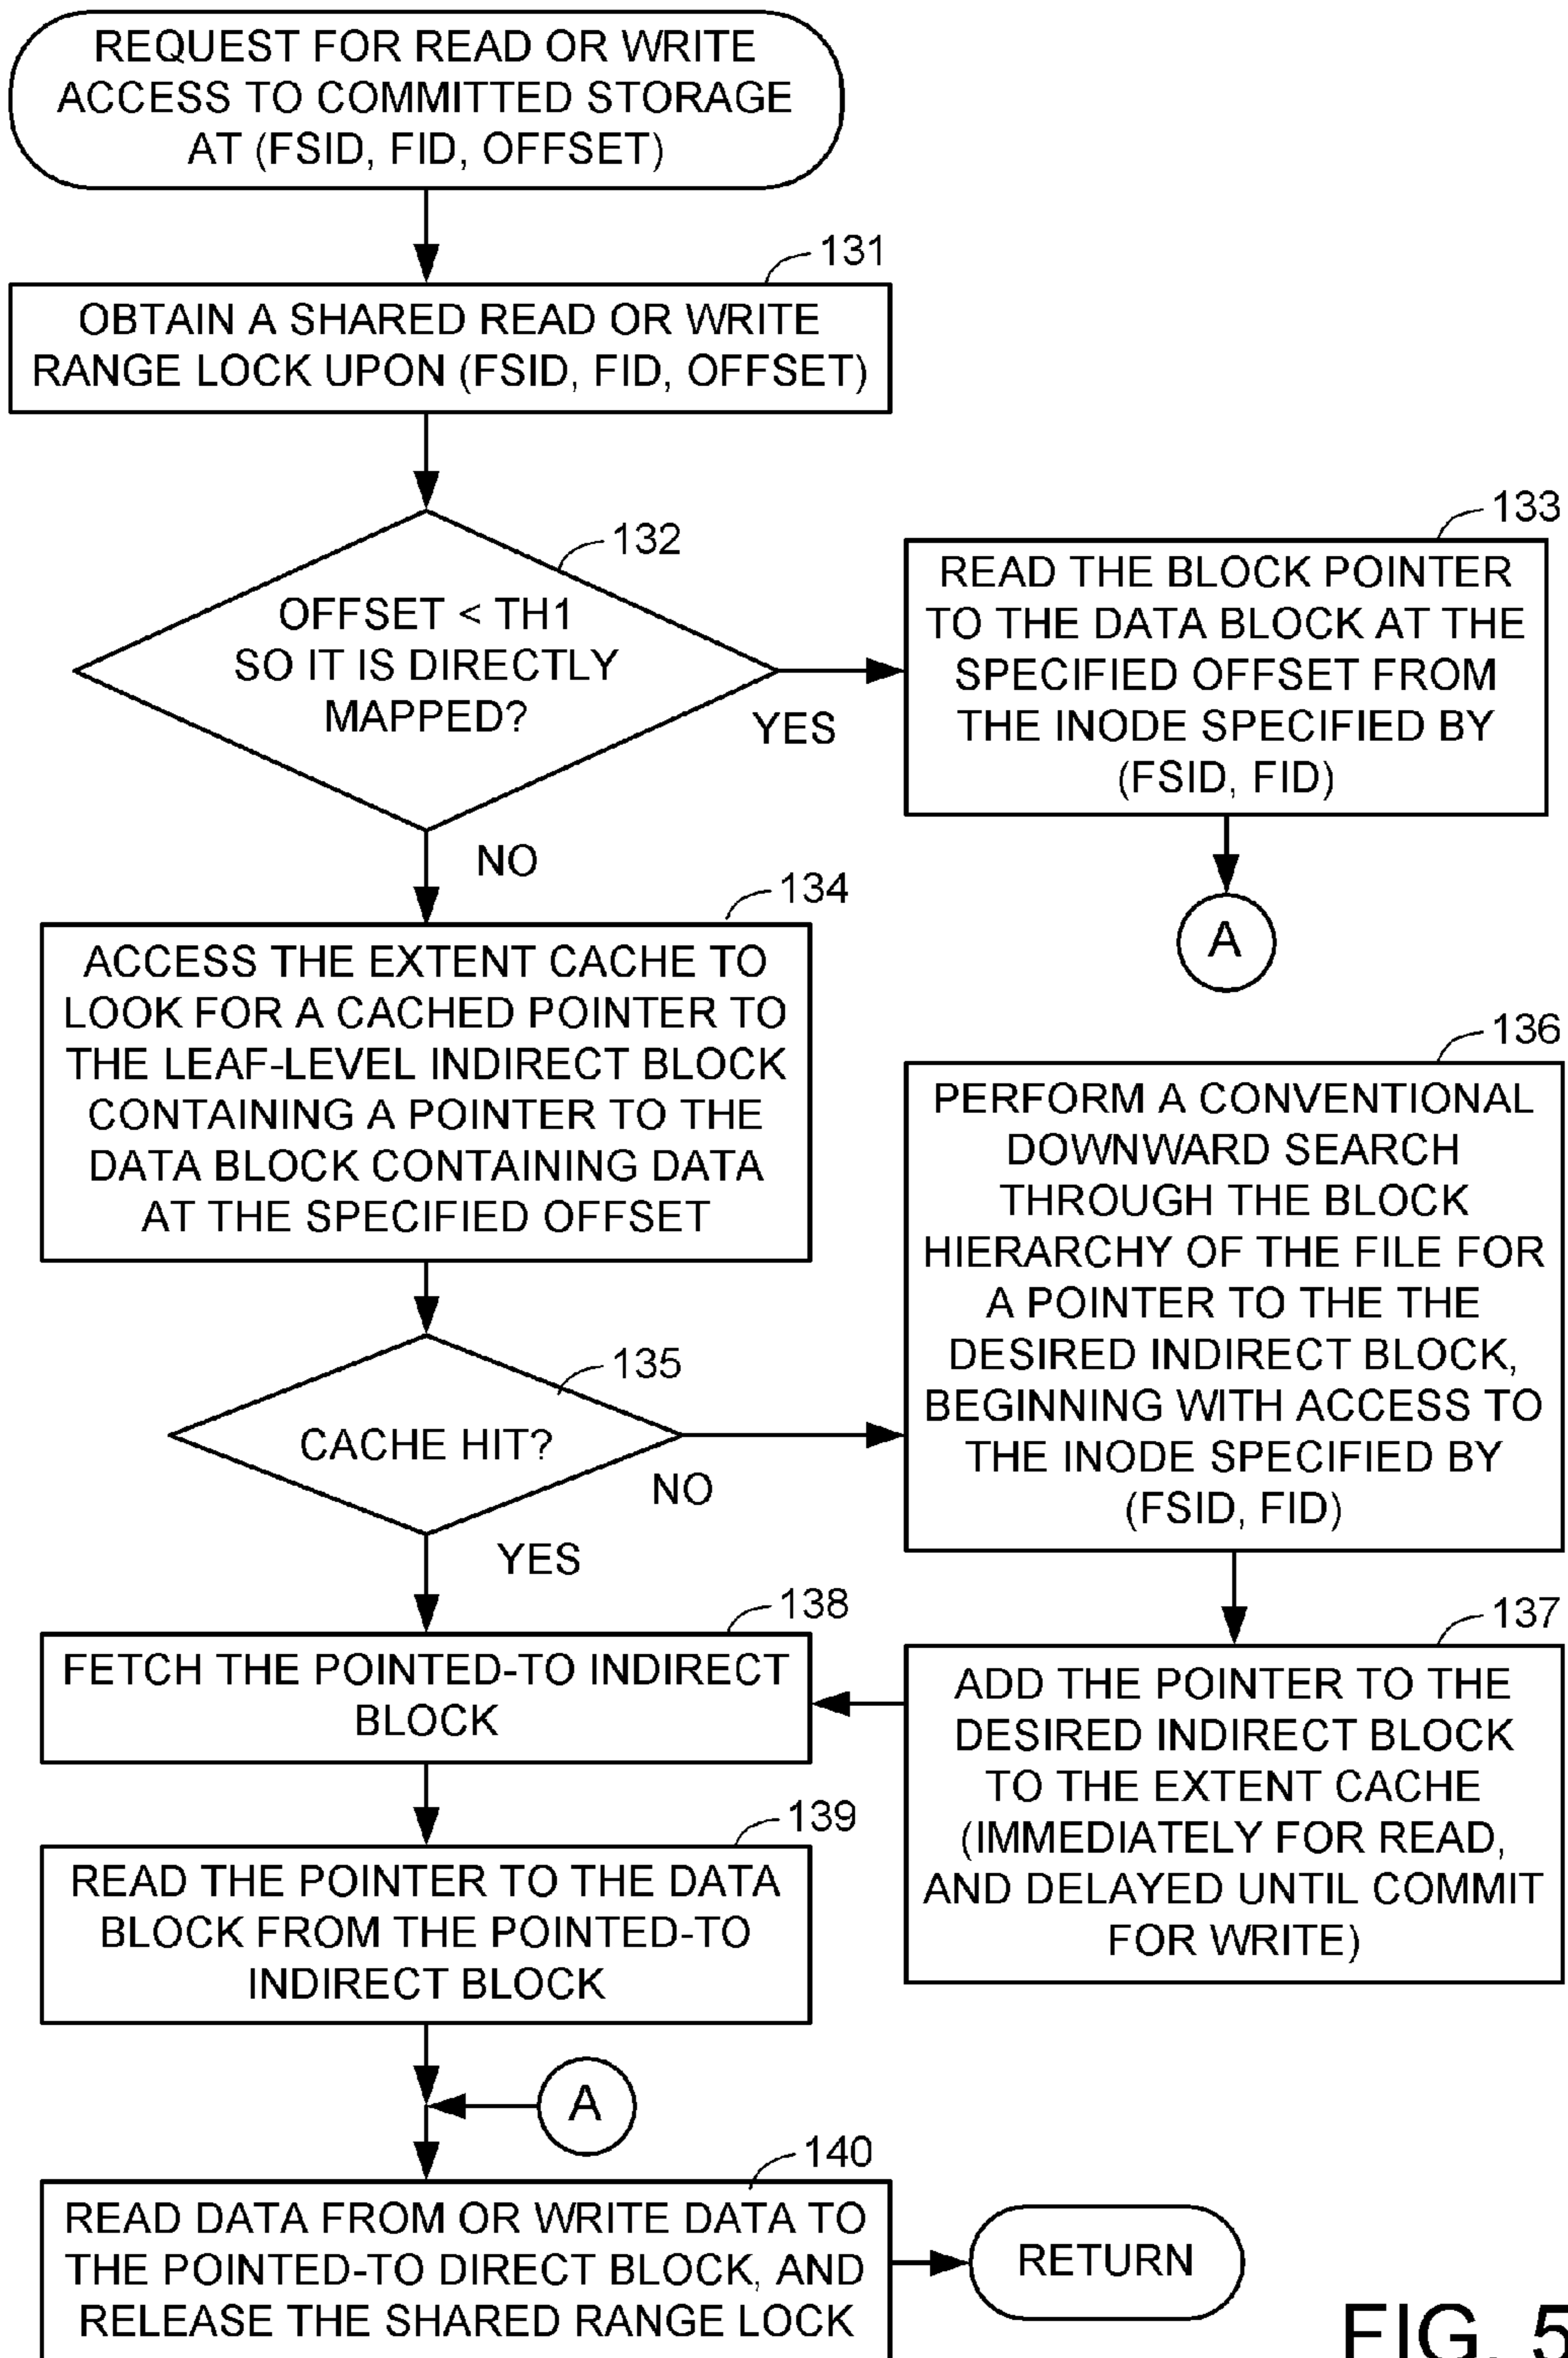 REQUEST FOR READ OR WRITE
ACCESS TO COMMITTED STORAGE
AT (FSID, FID, OFFSET)
131
OBTAIN A SHARED READ OR WRITE
RANGE LOCK UPON (FSID, FID, OFFSET)
132
OFFSET < TH1
SO IT IS DIRECTLY
MAPPED?
YES
NO
133
READ THE BLOCK POINTER
TO THE DATA BLOCK AT THE
SPECIFIED OFFSET FROM
THE INODE SPECIFIED BY
(FSID, FID)
A
134
ACCESS THE EXTENT CACHE TO
LOOK FOR A CACHED POINTER TO
THE LEAF-LEVEL INDIRECT BLOCK
CONTAINING A POINTER TO THE
DATA BLOCK CONTAINING DATA
AT THE SPECIFIED OFFSET
135
CACHE HIT?
NO
YES
136
PERFORM A CONVENTIONAL
DOWNWARD SEARCH
THROUGH THE BLOCK
HIERARCHY OF THE FILE FOR
A POINTER TO THE THE
DESIRED INDIRECT BLOCK,
BEGINNING WITH ACCESS TO
THE INODE SPECIFIED BY
(FSID, FID)
137
ADD THE POINTER TO THE
DESIRED INDIRECT BLOCK
TO THE EXTENT CACHE
(IMMEDIATELY FOR READ,
AND DELAYED UNTIL COMMIT
FOR WRITE)
138
FETCH THE POINTED-TO INDIRECT
BLOCK
139
READ THE POINTER TO THE DATA
BLOCK FROM THE POINTED-TO
INDIRECT BLOCK
A
140
READ DATA FROM OR WRITE DATA TO
THE POINTED-TO DIRECT BLOCK, AND
RELEASE THE SHARED RANGE LOCK
RETURN
FIG. 5